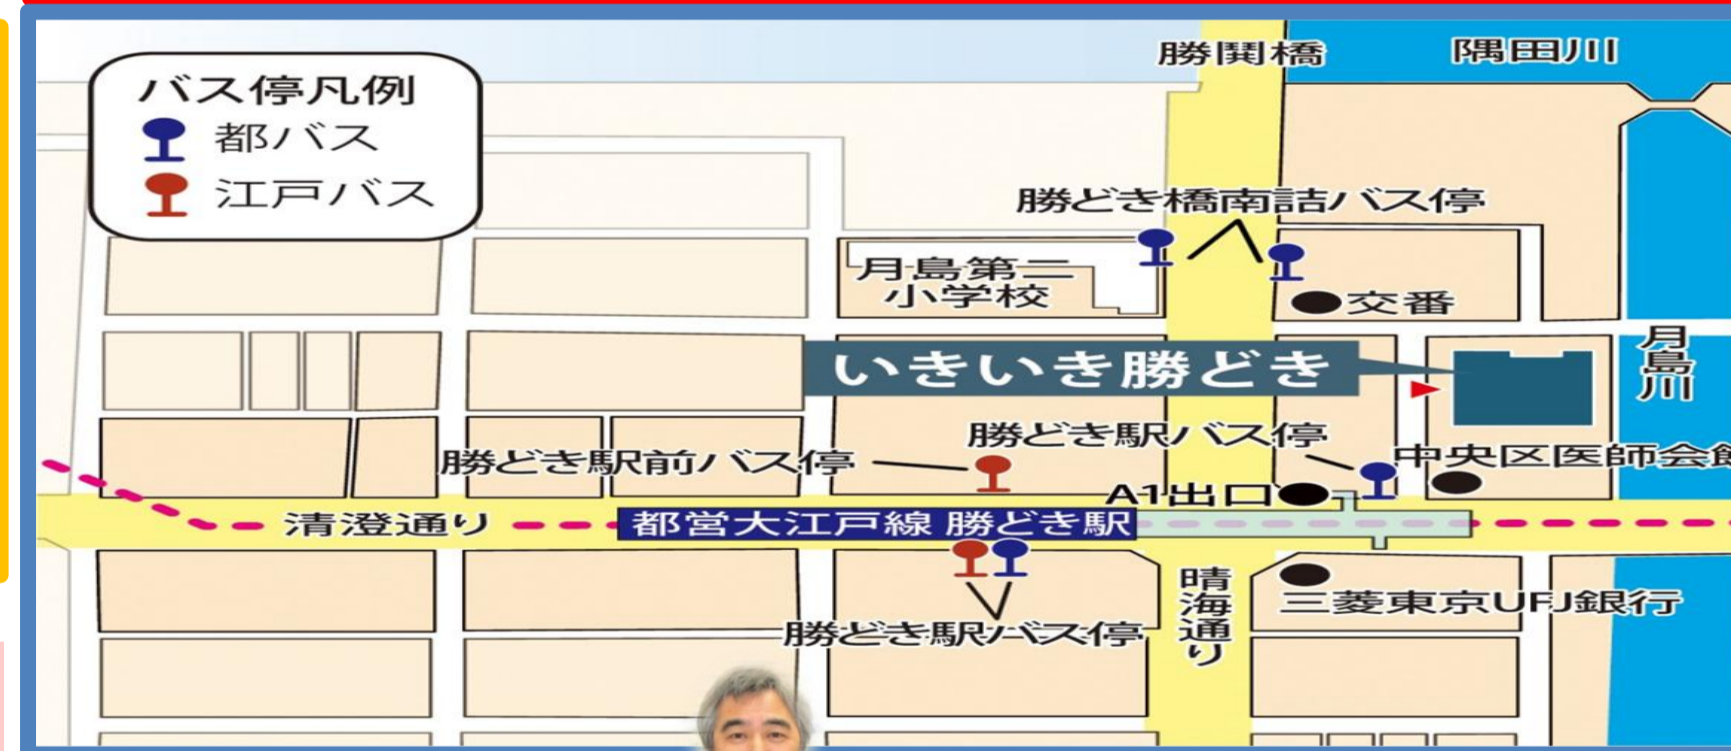 バス停凡例
都バス
江戸バス
勝鬨橋
隅田川
勝どき橋南詰バス停
月島第二
小学校
交番
いきいき勝どき
月島川
勝どき駅バス停
勝どき駅前バス停
中央区医師会館
A1出口
清澄通り
都営大江戸線 勝どき駅
晴海通り
三菱東京UFJ銀行
勝どき駅バス停